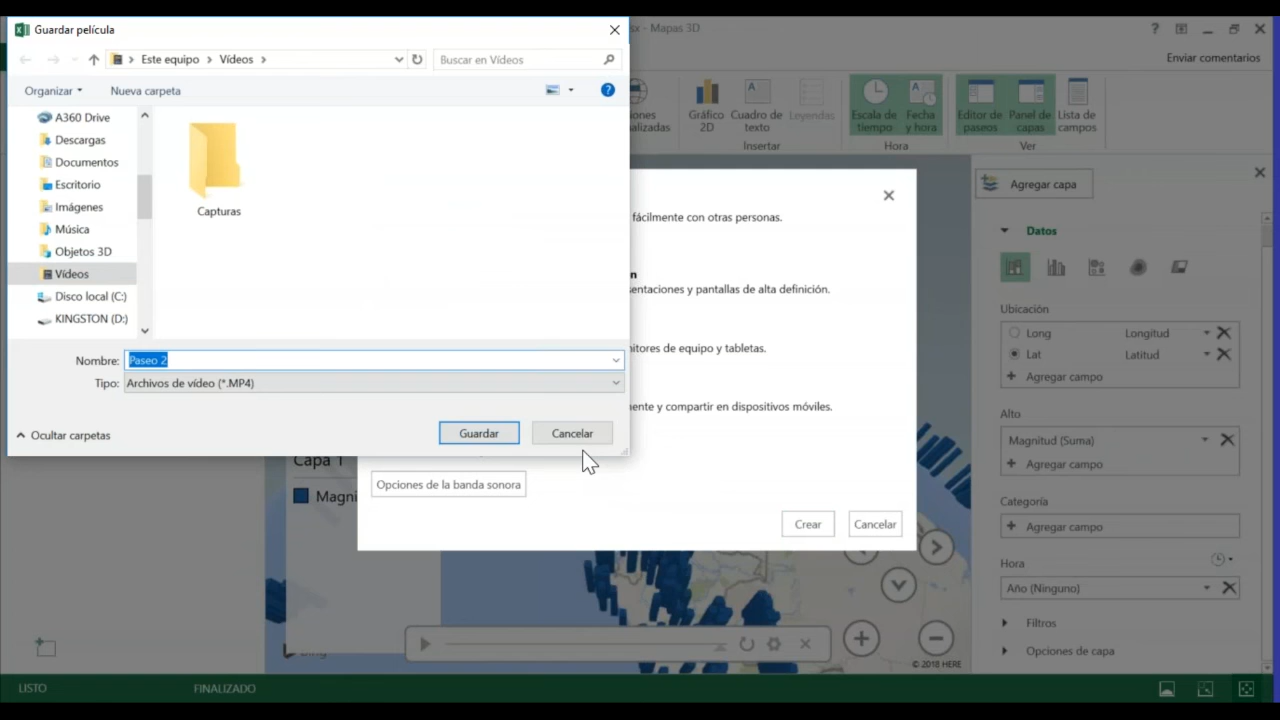 Guardar película
sx - Mapas 3D
?
Enviar comentarios
Este equipo > Vídeos >
Buscar en Vídeos
Organizar
Nueva carpeta
?
A360 Drive
Descargas
Documentos
Escritorio
Imágenes
Música
Objetos 3D
Vídeos
Disco local (C:)
KINGSTON (D:)
Capturas
Nombre: Paseo 2
Tipo: Archivos de vídeo (*.MP4)
Ocultar carpetas
Guardar
Cancelar
iones
alizadas
Gráfico
2D
Cuadro de
texto
Leyendas
Insertar
Escala de
tiempo
Fecha
y hora
Hora
Editor de
paseos
Panel de
capas
Lista de
campos
Ver
fácilmente con otras personas.
n
sentaciones y pantallas de alta definición.
itores de equipo y tabletas.
ente y compartir en dispositivos móviles.
Opciones de la banda sonora
Crear
Cancelar
Capa 1
Magni
Bing
© 2018 HERE
Agregar capa
Datos
Ubicación
Long Longitud
Lat Latitud
+ Agregar campo
Alto
Magnitud (Suma)
+ Agregar campo
Categoría
+ Agregar campo
Hora
Año (Ninguno)
Filtros
Opciones de capa
LISTO
FINALIZADO